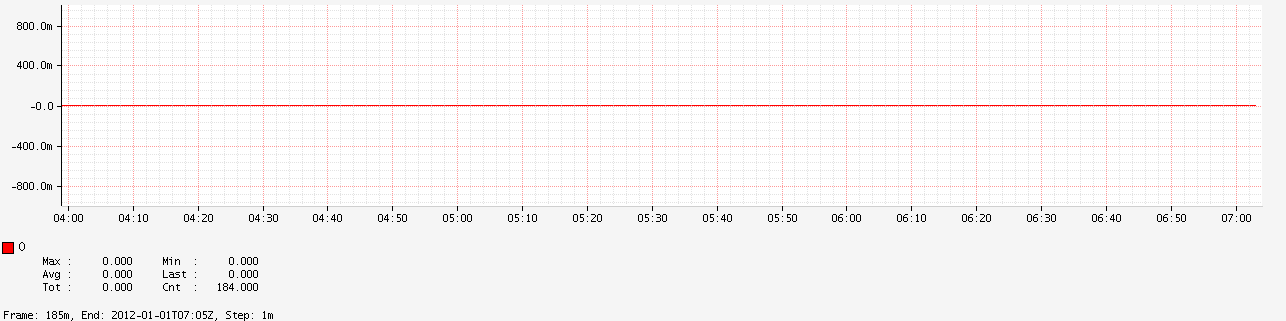 800.0m
400.0m
-0.0
-400.0m
-800.0m
04:00 04:10 04:20 04:30 04:40 04:50 05:00 05:10 05:20 05:30 05:40 05:50 06:00 06:10 06:20 06:30 06:40 06:50 07:00
0
Max : 0.000 Min : 0.000
Avg : 0.000 Last : 0.000
Tot : 0.000 Cnt : 184.000
Frame: 185m, End: 2012-01-01T07:05Z, Step: 1m